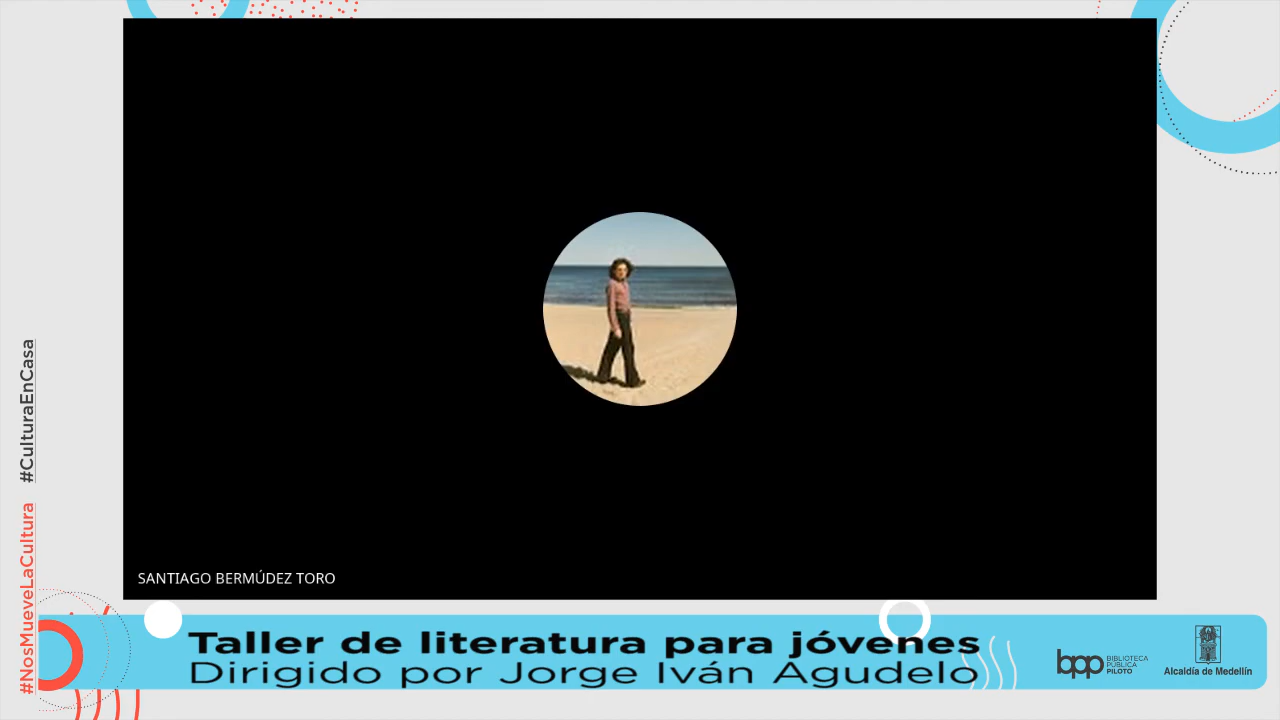 #CulturaEnCasa
#NosMueveLaCultura
SANTIAGO BERMÚDEZ TORO
Taller de literatura para jóvenes
Dirigido por Jorge Iván Agudelo
bpp
BIBLIOTECA
PÚBLICA
PILOTO
Alcaldía de Medellín